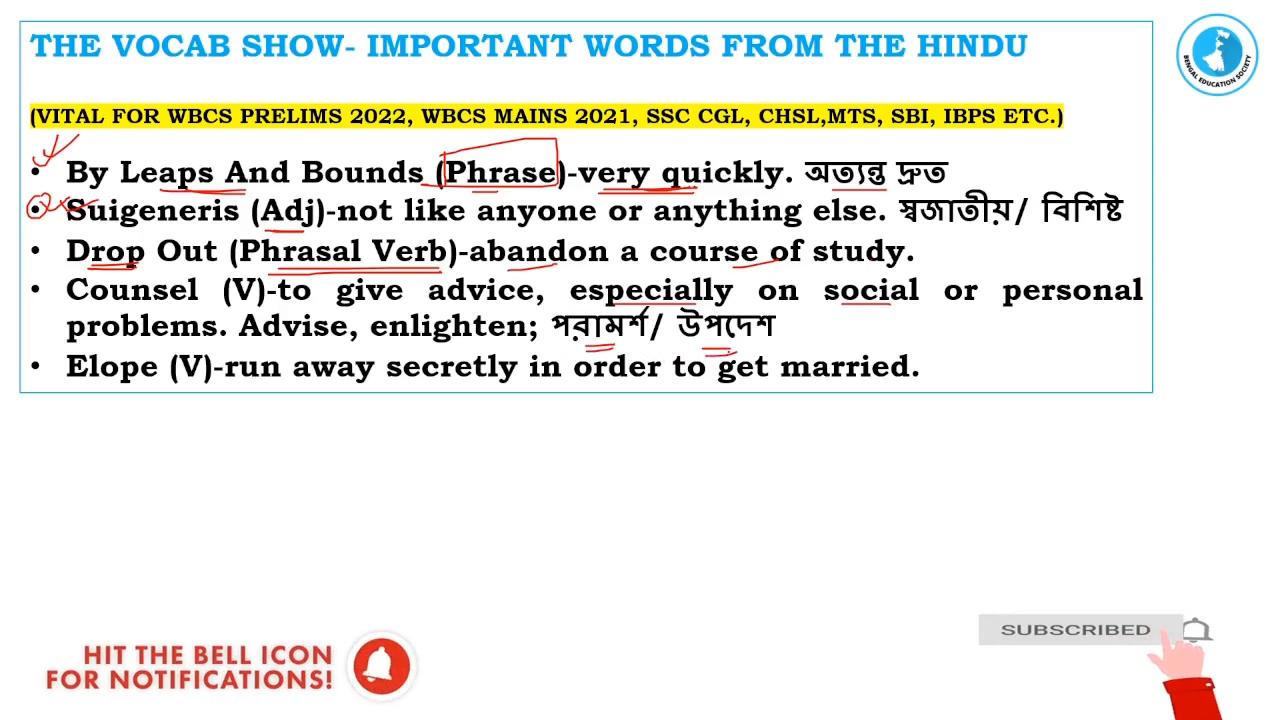 THE VOCAB SHOW- IMPORTANT WORDS FROM THE HINDU
BENGAL EDUCATION SOCIETY
(VITAL FOR WBCS PRELIMS 2022, WBCS MAINS 2021, SSC CGL, CHSL,MTS, SBI, IBPS ETC.)
• By Leaps And Bounds (Phrase)-very quickly. অত্যন্ত দ্রুত
• Suigeneris (Adj)-not like anyone or anything else. স্বজাতীয়/ বিশিষ্ট
• Drop Out (Phrasal Verb)-abandon a course of study.
• Counsel (V)-to give advice, especially on social or personal
problems. Advise, enlighten; পরামর্শ/ উপদেশ
• Elope (V)-run away secretly in order to get married.
SUBSCRIBED
HIT THE BELL ICON
FOR NOTIFICATIONS!